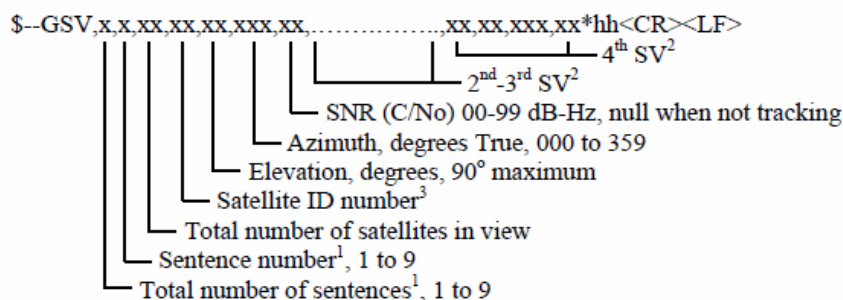 $--GSV,x,x,xx,xx,xx,xxx,xx,................,xx,xx,xxx,xx*hh<CR><LF>
4th SV2
2nd-3rd SV2
SNR (C/No) 00-99 dB-Hz, null when not tracking
Azimuth, degrees True, 000 to 359
Elevation, degrees, 90o maximum
Satellite ID number3
Total number of satellites in view
Sentence number1, 1 to 9
Total number of sentences1, 1 to 9